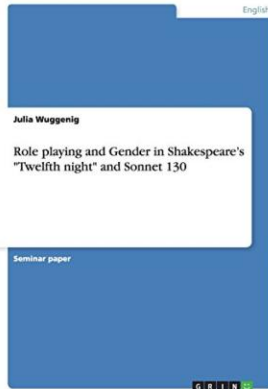 English
Julia Wuggenig
Role playing and Gender in Shakespeare's
"Twelfth night" and Sonnet 130
Seminar paper
GRIN